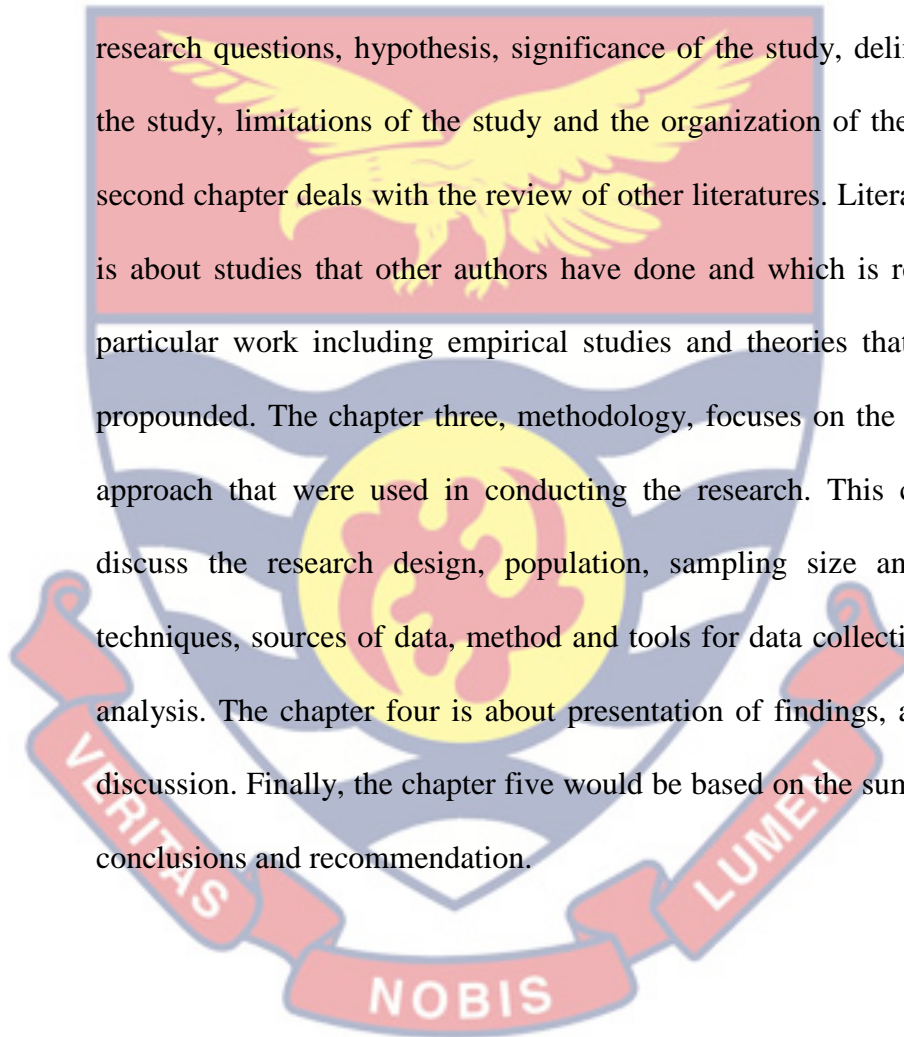 research questions, hypothesis, significance of the study, deli
the study, limitations of the study and the organization of the
second chapter deals with the review of other literatures. Litera
is about studies that other authors have done and which is re
particular work including empirical studies and theories that
propounded. The chapter three, methodology, focuses on the
approach that were used in conducting the research. This c
discuss the research design, population, sampling size an
techniques, sources of data, method and tools for data collecti
analysis. The chapter four is about presentation of findings, a
discussion. Finally, the chapter five would be based on the sum
conclusions and recommendation.
VERITAS
NOBIS
LUMEN